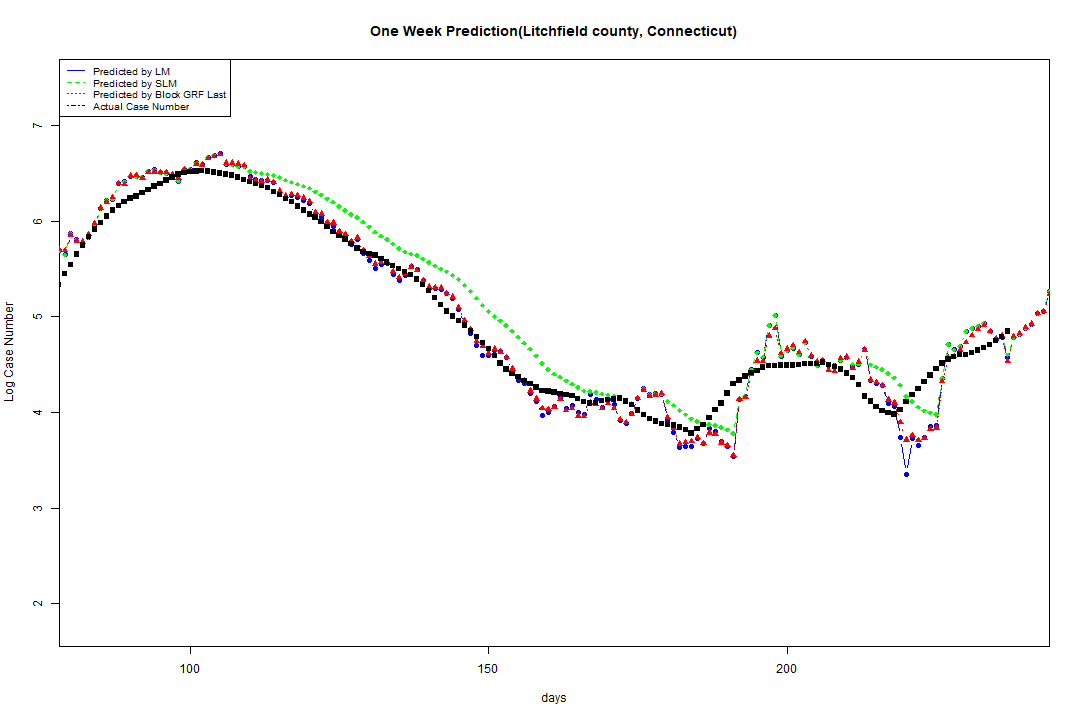 One Week Prediction(Litchfield county, Connecticut)
Predicted by LM
Predicted by SLM
Predicted by Block GRF Last
Actual Case Number
7
6
5
4
3
2
Log Case Number
100
150
200
days